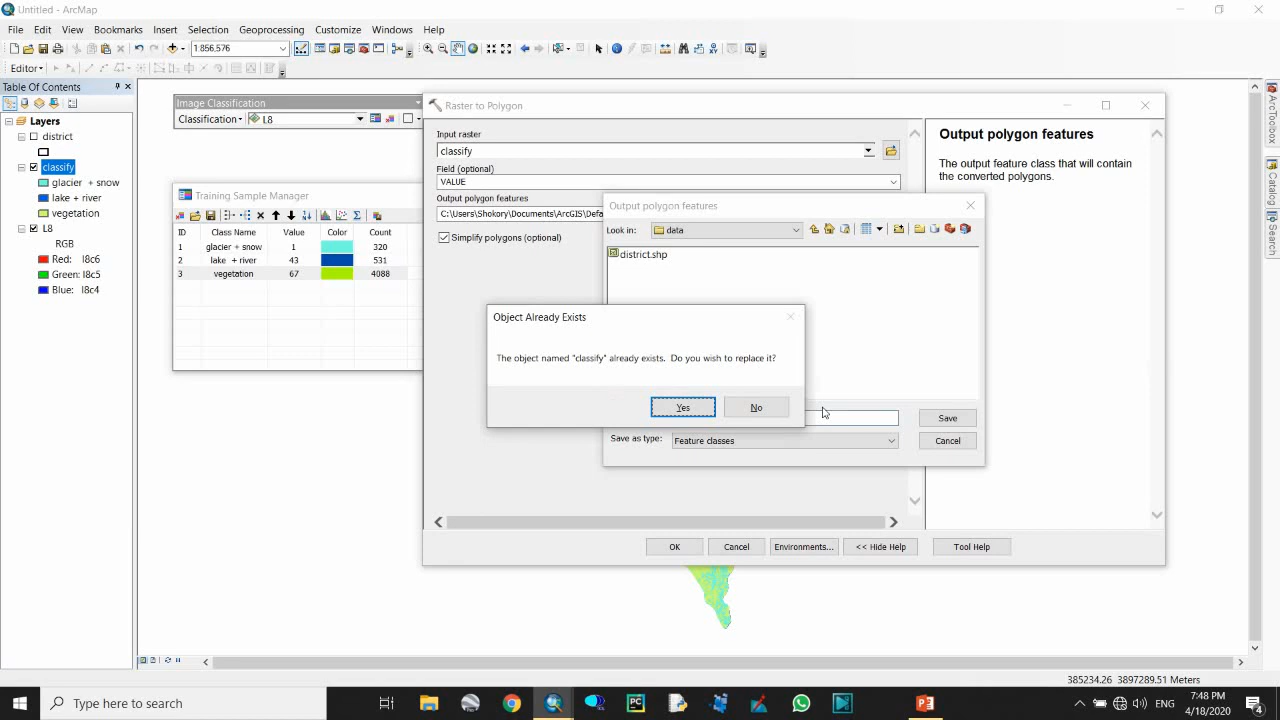 Untitled - ArcMap
File Edit View Bookmarks Insert Selection Geoprocessing Customize Windows Help
1:856,576
Editor
Table Of Contents
Layers
district
classify
glacier + snow
lake + river
vegetation
L8
RGB
Red: l8c6
Green: l8c5
Blue: l8c4
Image Classification
Classification L8
Training Sample Manager
ID Class Name Value Color Count
1 glacier + snow 1 320
2 lake + river 43 531
3 vegetation 67 4088
Raster to Polygon
Input raster
classify
Field (optional)
VALUE
Output polygon features
C:\Users\Shokory\Documents\ArcGIS\Defa
Simplify polygons (optional)
Output polygon features
Look in: data
district.shp
Save
Save as type: Feature classes
Cancel
Object Already Exists
The object named "classify" already exists. Do you wish to replace it?
Yes No
OK Cancel Environments... << Hide Help Tool Help
Output polygon features
The output feature class that will contain
the converted polygons.
ArcToolbox
Catalog
Search
385234.26 3897289.51 Meters
Type here to search
PC
ENG
7:48 PM
4/18/2020
4